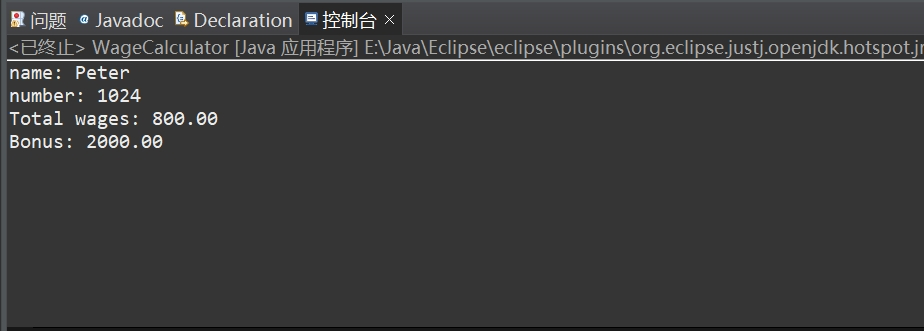 问题 @ Javadoc Declaration 控制台
<已终止> WageCalculator [Java 应用程序] E:\Java\Eclipse\eclipse\plugins\org.eclipse.justj.openjdk.hotspot.jr
name: Peter
number: 1024
Total wages: 800.00
Bonus: 2000.00